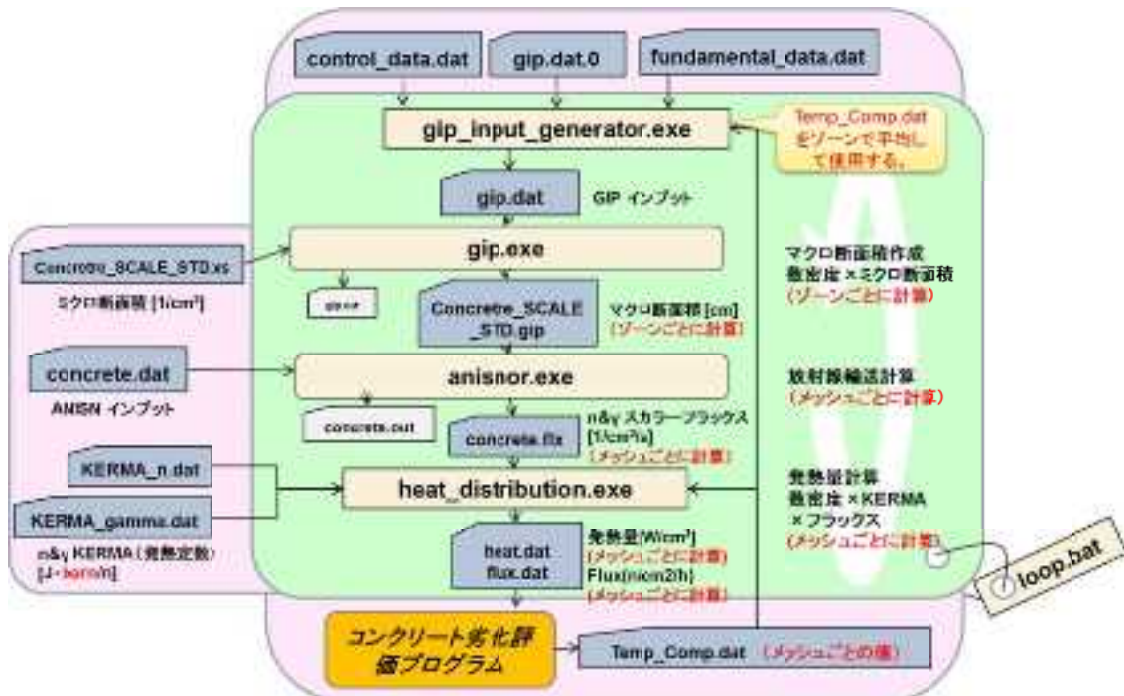 control_data.dat
gip.dat.0
fundamental_data.dat
gip_input_generator.exe
Temp_Comp.dat
をゾーンで平均し
て使用する。
gip.dat
GIP インプット
gip.exe
Concretre_SCALE_STD.xs
ミクロ断面積 [1/cm²]
Concretre_SCALE
_STD.gip
マクロ断面積 [cm]
(ゾーンごとに計算)
マクロ断面積作成
数密度×ミクロ断面積
(ゾーンごとに計算)
concrete.dat
ANISN インプット
anisnor.exe
放射線輸送計算
(メッシュごとに計算)
concrete.out
concrete.flx
n&γ スカラーフラックス
[1/cm²/s]
(メッシュごとに計算)
KERMA_n.dat
KERMA_gamma.dat
n&γ KERMA(発熱定数)
[J・barn/n]
heat_distribution.exe
発熱量計算
数密度×KERMA
×フラックス
(メッシュごとに計算)
heat.dat
flux.dat
発熱量[W/cm³]
(メッシュごとに計算)
Flux(n/cm2/h)
(メッシュごとに計算)
loop.bat
コンクリート劣化評
価プログラム
Temp_Comp.dat (メッシュごとの値)